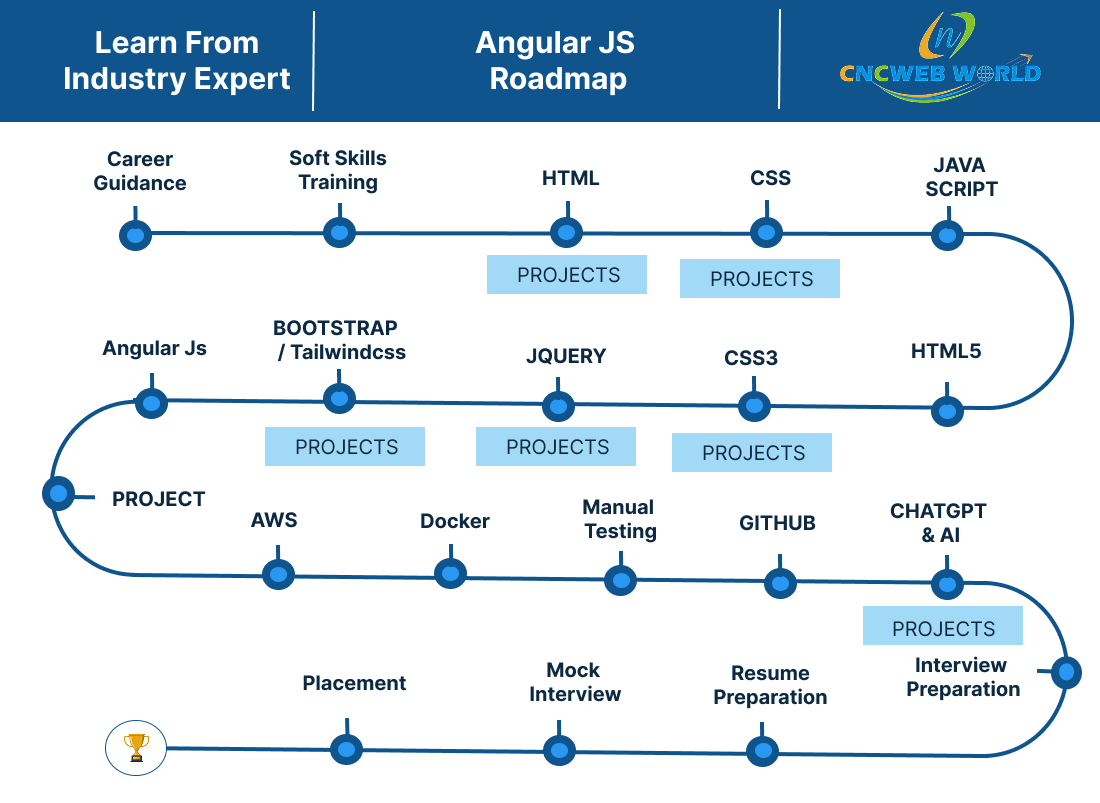 Learn From
Industry Expert
Angular JS
Roadmap
n
CNCWEB WORLD
Career
Guidance
Soft Skills
Training
HTML
CSS
JAVA
SCRIPT
PROJECTS
PROJECTS
Angular Js
BOOTSTRAP
/ Tailwindcss
JQUERY
CSS3
HTML5
PROJECTS
PROJECTS
PROJECTS
PROJECT
AWS
Docker
Manual
Testing
GITHUB
CHATGPT
& AI
PROJECTS
Placement
Mock
Interview
Resume
Preparation
Interview
Preparation